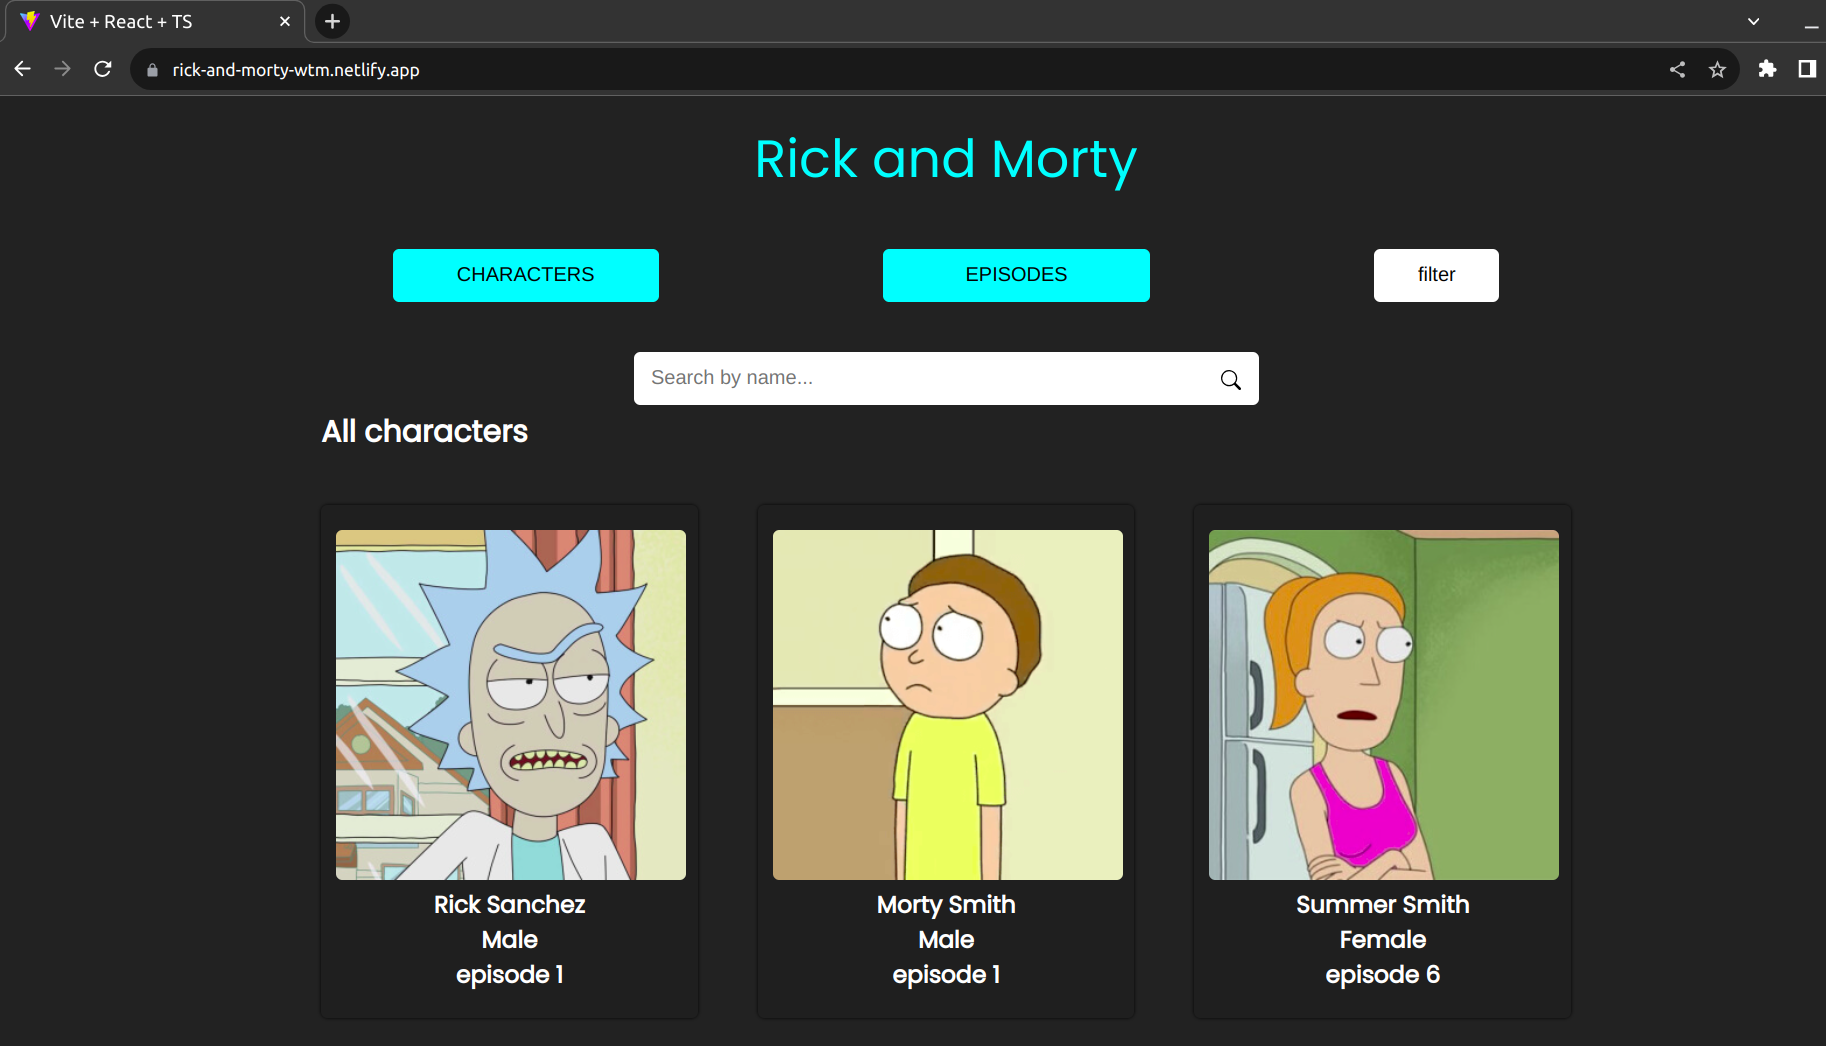 Vite + React + TS
rick-and-morty-wtm.netlify.app
Rick and Morty
CHARACTERS
EPISODES
filter
Search by name...
All characters
Rick Sanchez
Male
episode 1
Morty Smith
Male
episode 1
Summer Smith
Female
episode 6